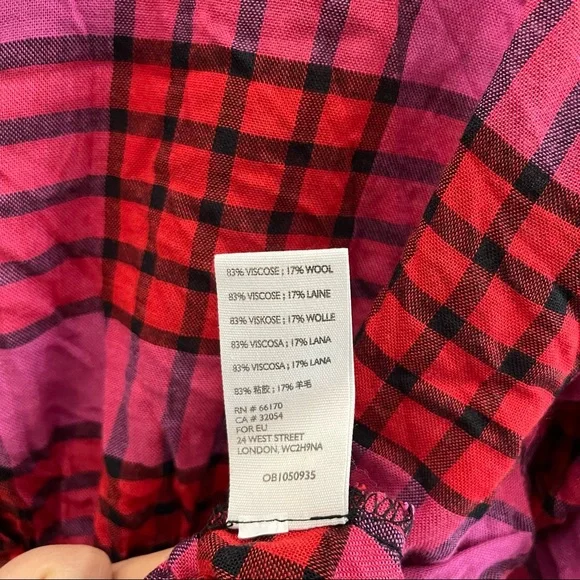 83% VISCOSE ; 17% WOOL
83% VISCOSE ; 17% LAINE
83% VISKOSE ; 17% WOLLE
83% VISCOSA ; 17% LANA
83% VISCOSA ; 17% LANA
83% 粘胶 ; 17% 羊毛
RN # 66170
CA # 32054
FOR EU
24 WEST STREET
LONDON, WC2H9NA
OB1050935